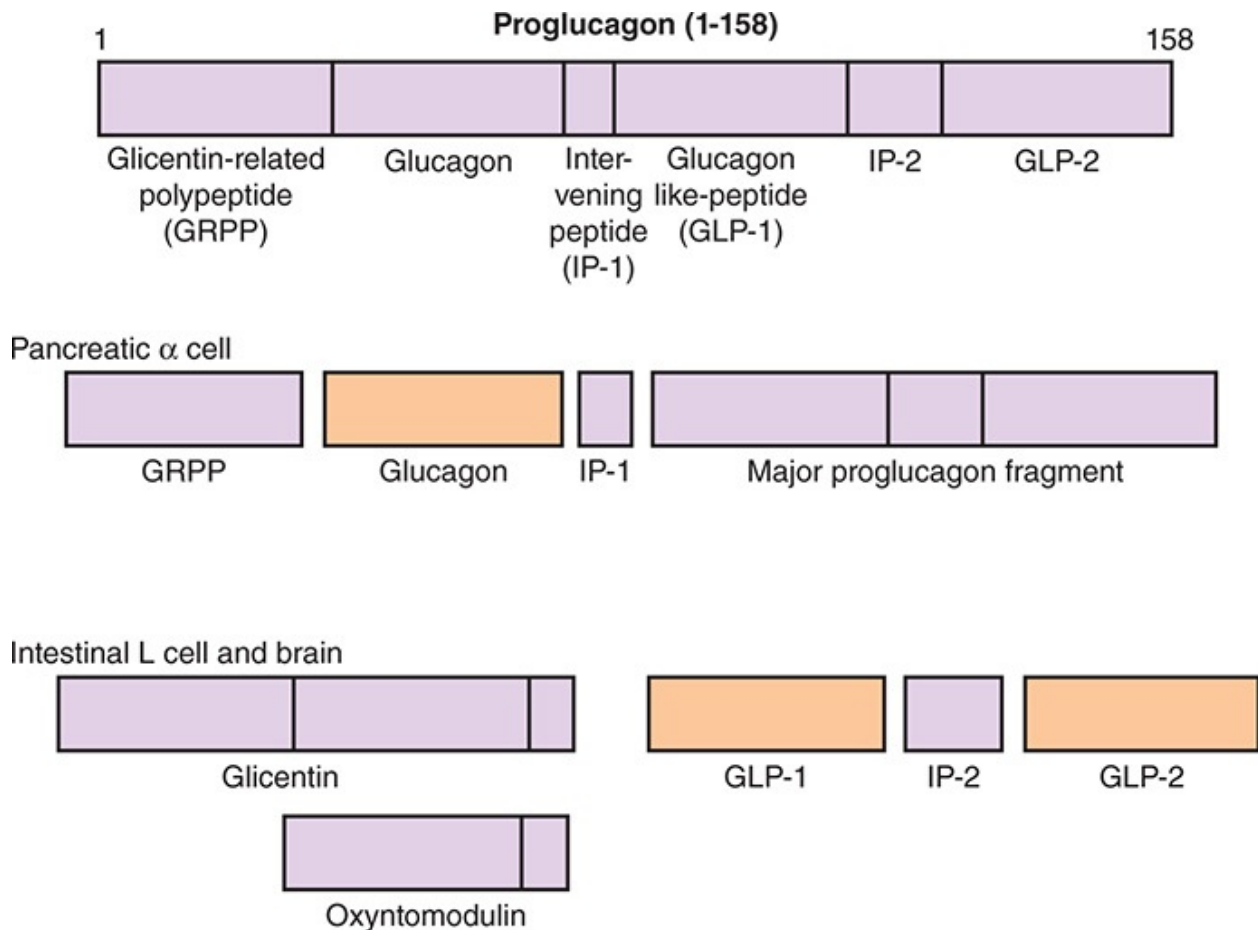 Proglucagon (1-158)
1
158
Glicentin-related
polypeptide
(GRPP)
Glucagon
Inter-
vening
peptide
(IP-1)
Glucagon
like-peptide
(GLP-1)
IP-2
GLP-2
Pancreatic α cell
GRPP
Glucagon
IP-1
Major proglucagon fragment
Intestinal L cell and brain
Glicentin
GLP-1
IP-2
GLP-2
Oxyntomodulin